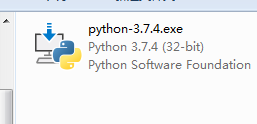 python-3.7.4.exe
Python 3.7.4 (32-bit)
Python Software Foundation